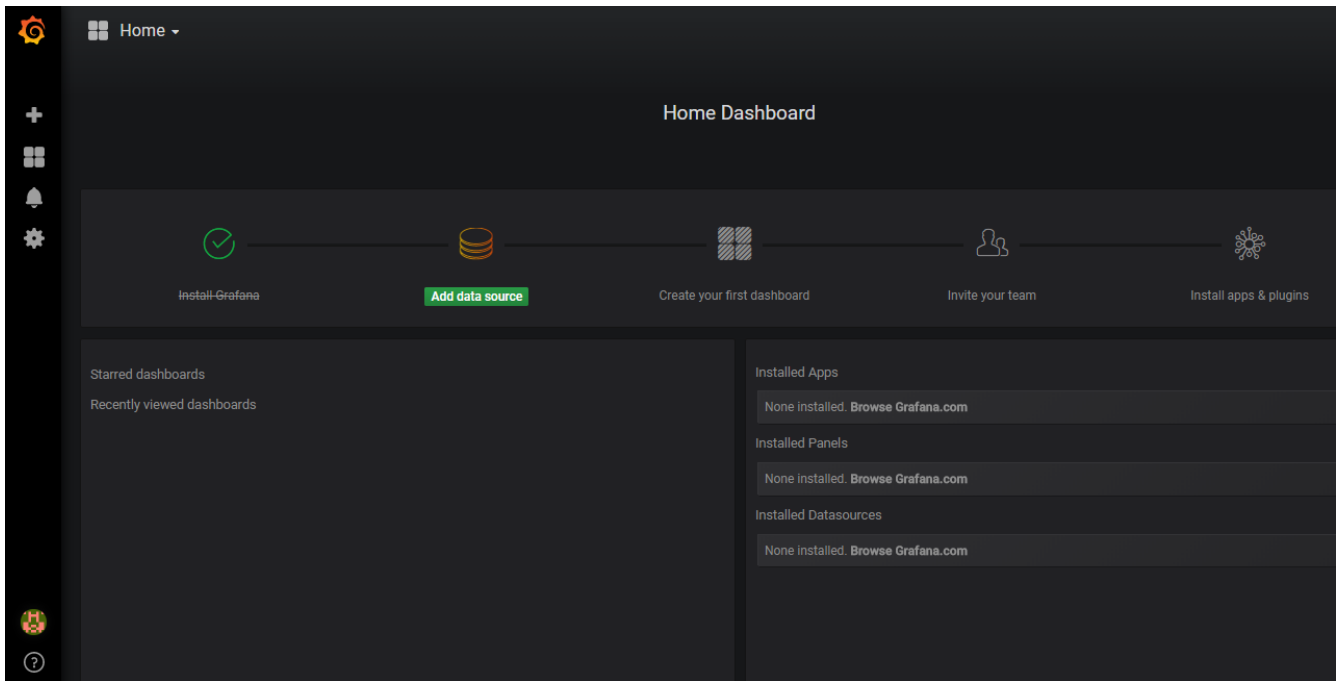 Home
Home Dashboard
Install Grafana
Add data source
Create your first dashboard
Invite your team
Install apps & plugins
Starred dashboards
Recently viewed dashboards
Installed Apps
None installed. Browse Grafana.com
Installed Panels
None installed. Browse Grafana.com
Installed Datasources
None installed. Browse Grafana.com